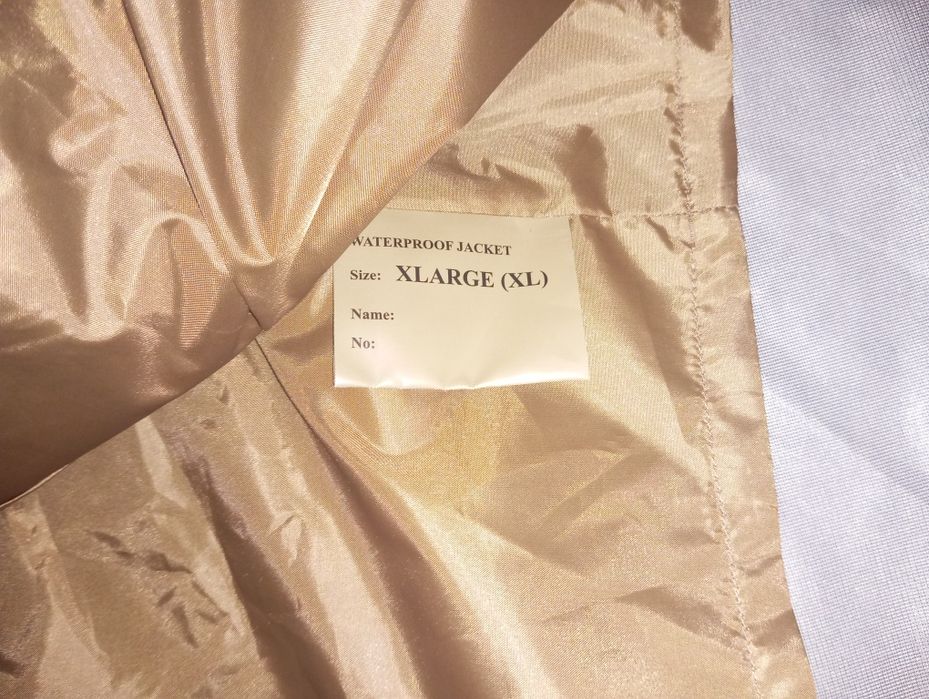 WATERPROOF JACKET
Size: XLARGE (XL)
Name:
No: